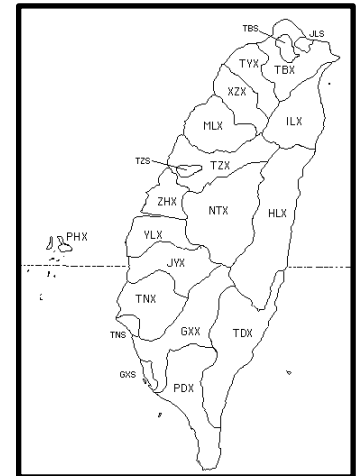 TBS
JLS
TYX
TBX
XZX
MLX
ILX
TZS
TZX
ZHX
NTX
HLX
PHX
YLX
JYX
TNX
TNS
GXX
TDX
GXS
PDX